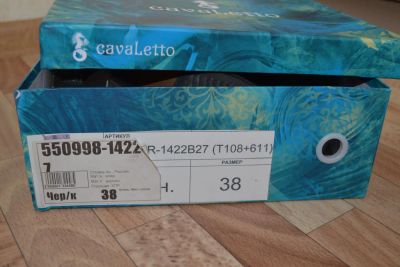 cavaLetto
АРТИКУЛ
550998-1422
R-1422B27 (T108+611)
7
РАЗМЕР
Чер/к
38
Н.
38